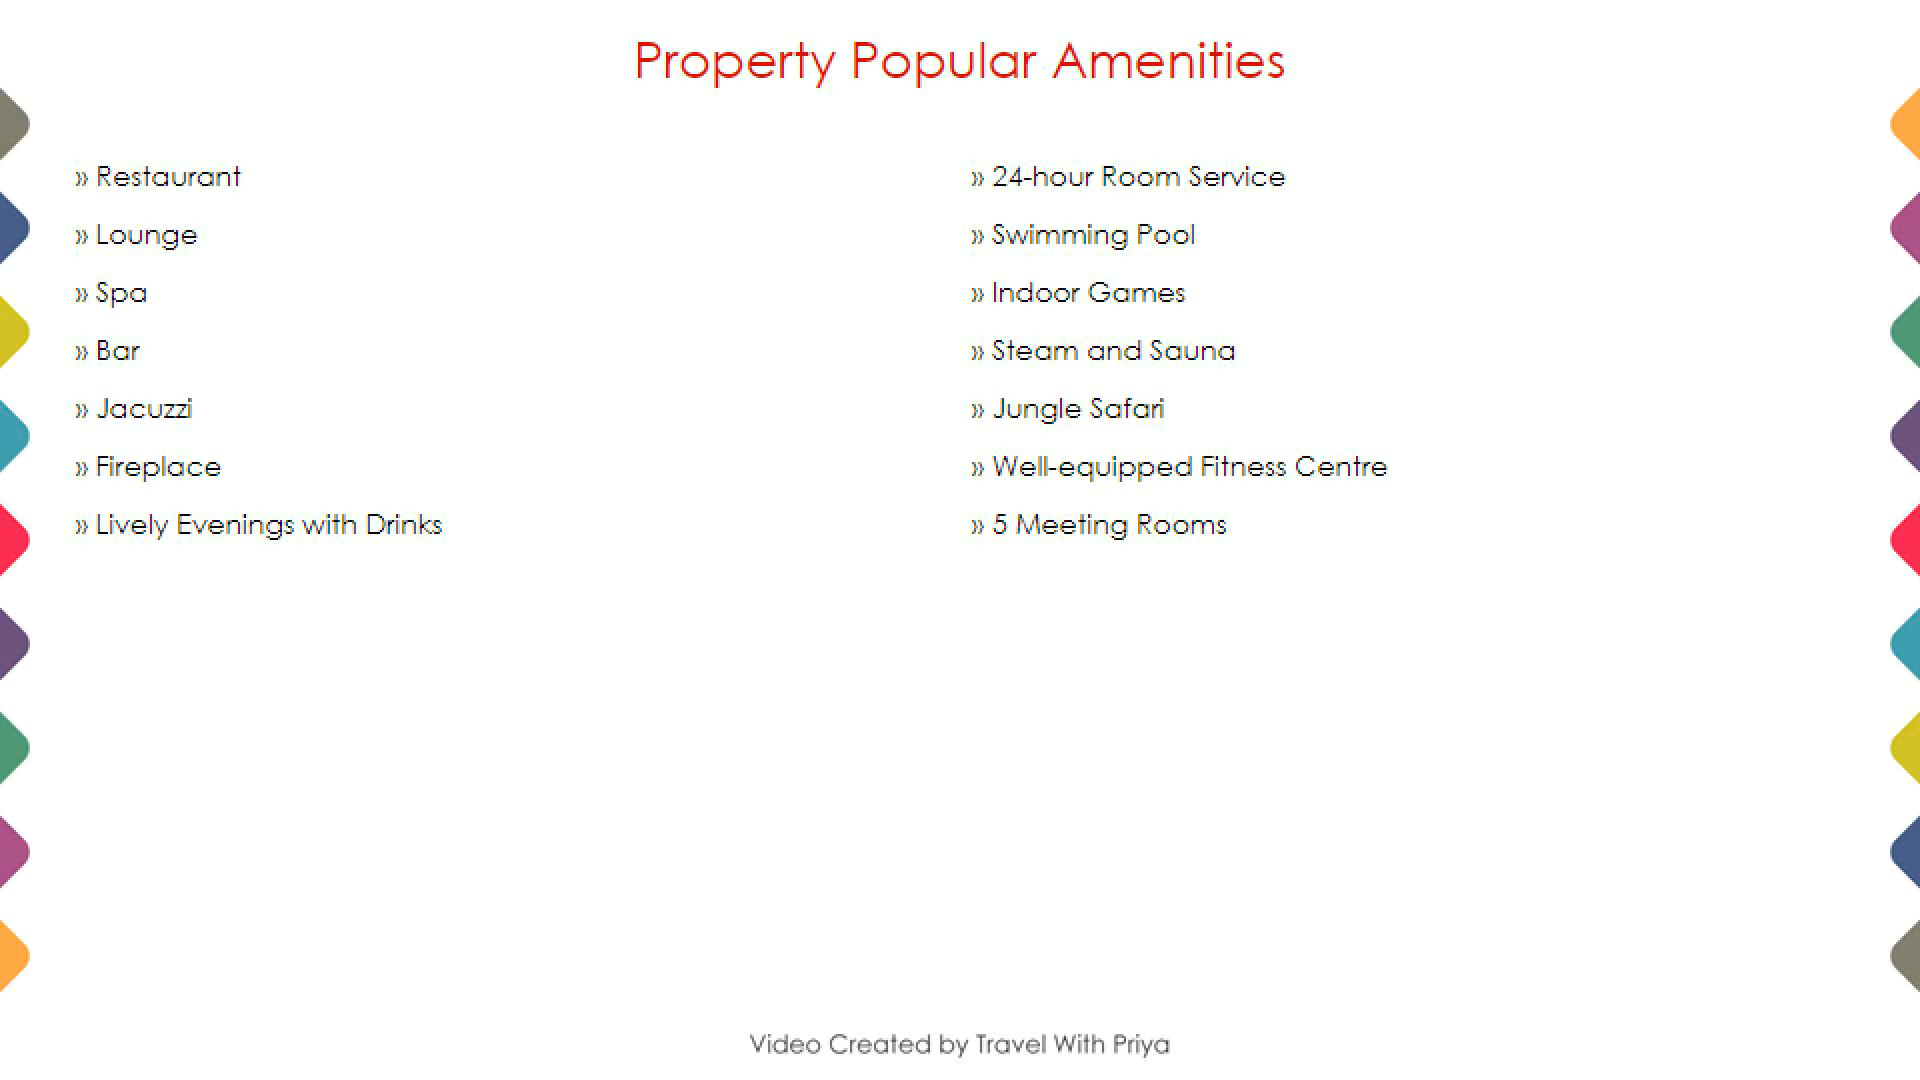 Property Popular Amenities
» Restaurant
» Lounge
» Spa
» Bar
» Jacuzzi
» Fireplace
» Lively Evenings with Drinks
» 24-hour Room Service
» Swimming Pool
» Indoor Games
» Steam and Sauna
» Jungle Safari
» Well-equipped Fitness Centre
» 5 Meeting Rooms
Video Created by Travel With Priya